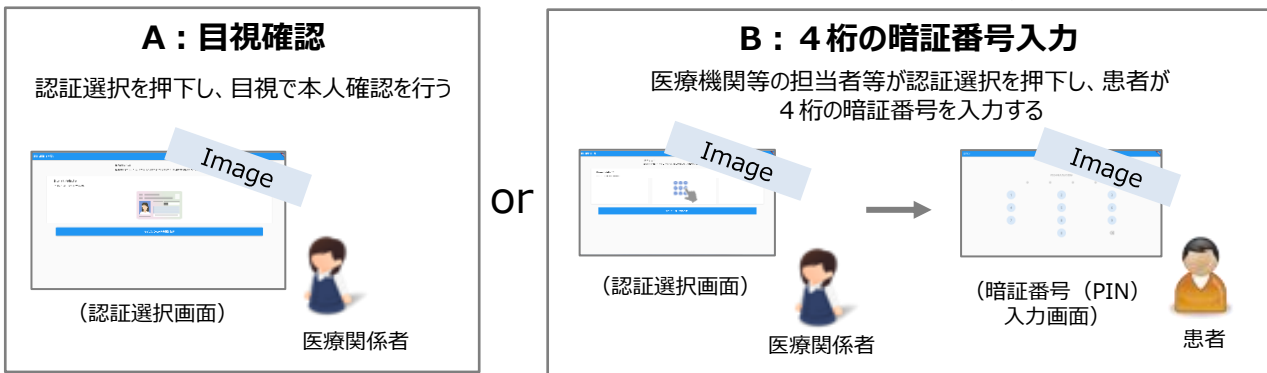 A：目視確認
認証選択を押下し、目視で本人確認を行う
Image
（認証選択画面）
医療関係者
or
B：４桁の暗証番号入力
医療機関等の担当者等が認証選択を押下し、患者が
４桁の暗証番号を入力する
Image
（認証選択画面）
医療関係者
Image
（暗証番号（PIN）
入力画面）
患者